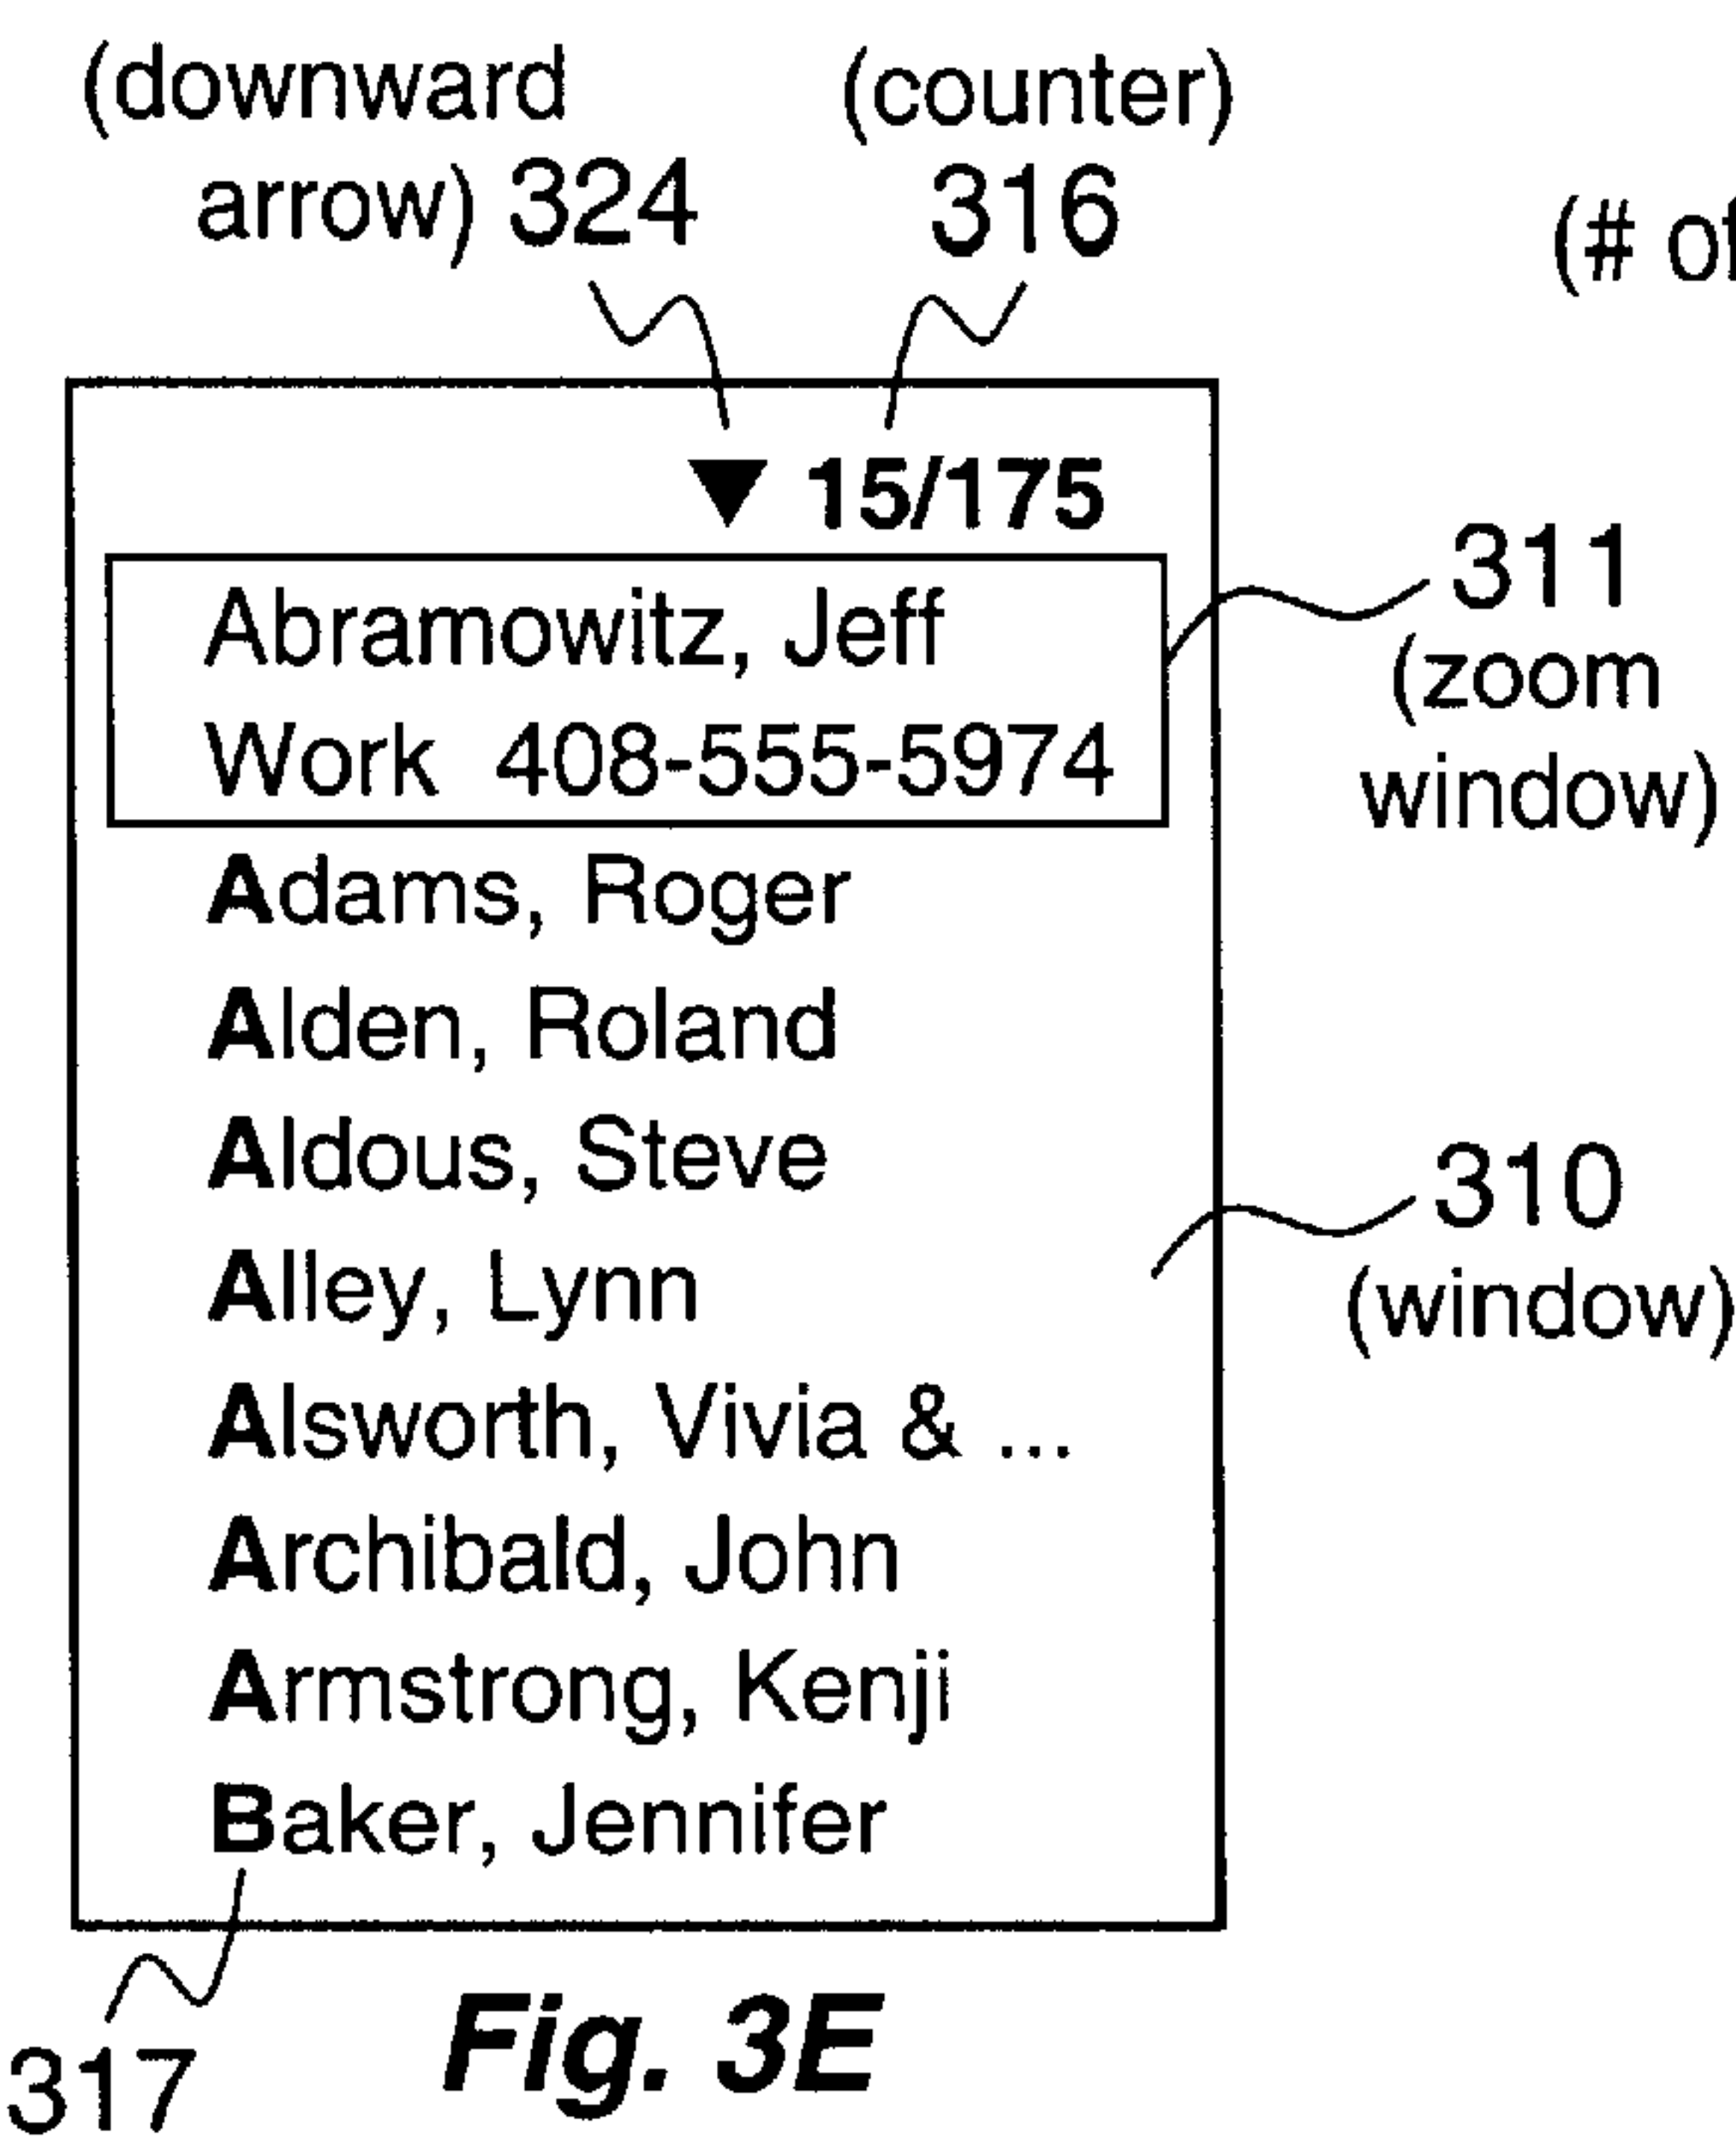 (downward
arrow) 324
(counter)
316
(# of
▼ 15/175
Abramowitz, Jeff
Work 408-555-5974
311
(zoom
window)
Adams, Roger
Alden, Roland
Aldous, Steve
Alley, Lynn
310
(window)
Alsworth, Vivia & ...
Archibald, John
Armstrong, Kenji
Baker, Jennifer
317
Fig. 3E